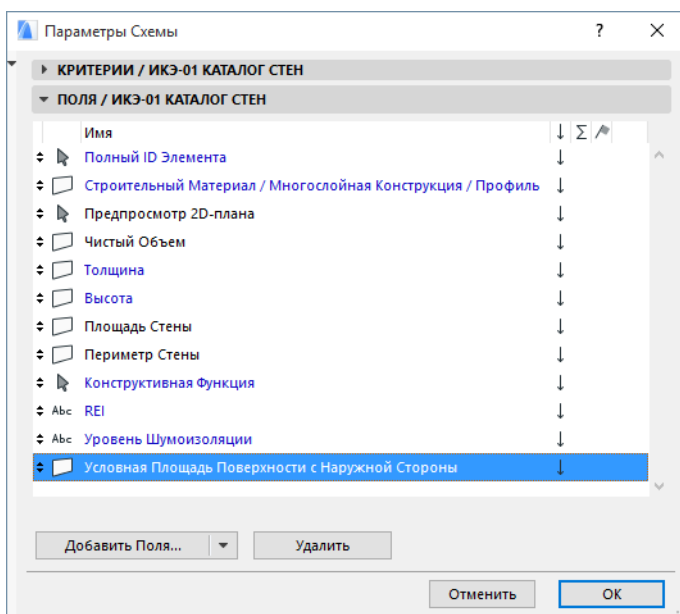 Параметры Схемы
?
КРИТЕРИИ / ИКЭ-01 КАТАЛОГ СТЕН
ПОЛЯ / ИКЭ-01 КАТАЛОГ СТЕН
Имя Σ
Полный ID Элемента
Строительный Материал / Многослойная Конструкция / Профиль
Предпросмотр 2D-плана
Чистый Объем
Толщина
Высота
Площадь Стены
Периметр Стены
Конструктивная Функция
Abc REI
Abc Уровень Шумоизоляции
Условная Площадь Поверхности с Наружной Стороны
Добавить Поля... Удалить
Отменить ОК